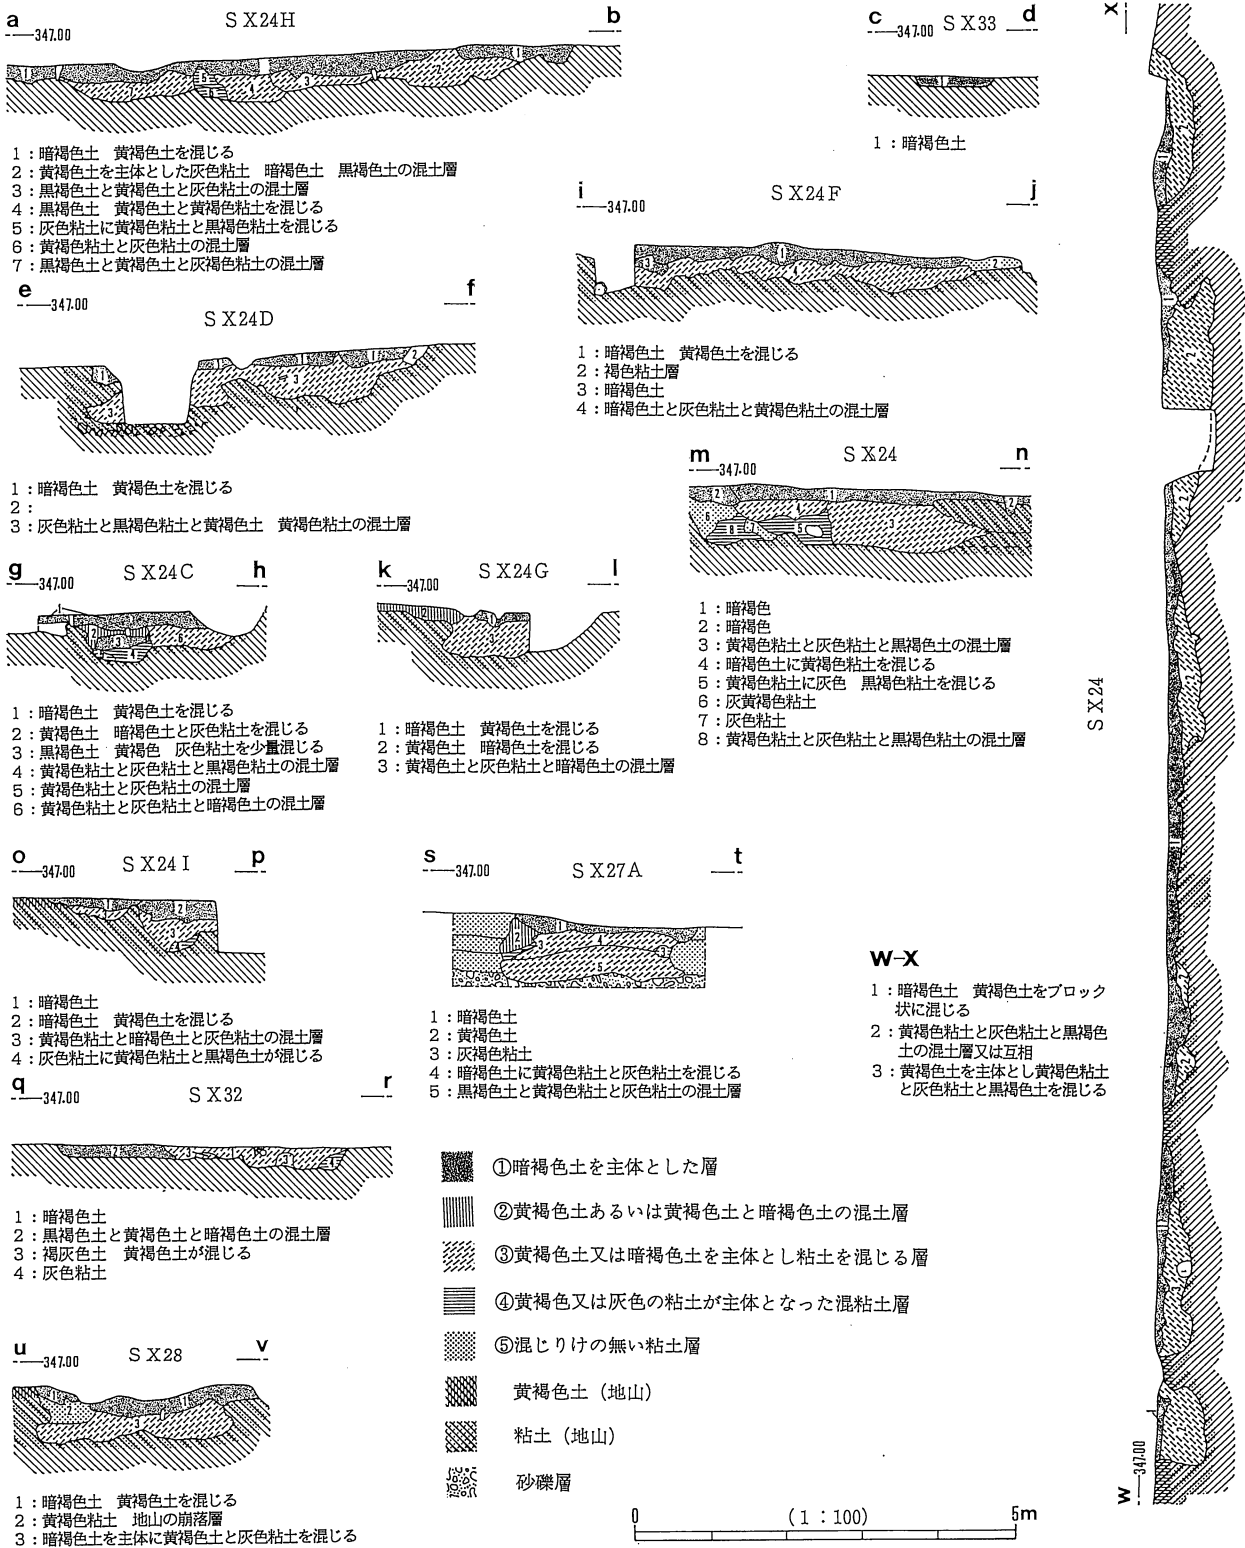 a
b
S X24H
347.00
1：暗褐色土　黄褐色土を混じる
2：黄褐色土を主体とした灰色粘土　暗褐色土　黒褐色土の混土層
3：黒褐色土と黄褐色土と灰色粘土の混土層
4：黒褐色土　黄褐色土と黄褐色粘土を混じる
5：灰色粘土に黄褐色粘土と黒褐色粘土を混じる
6：黄褐色粘土と灰色粘土の混土層
7：黒褐色土と黄褐色土と灰褐色粘土の混土層
c
d
347.00
S X33
1：暗褐色土
e
f
347.00
S X24D
1：暗褐色土　黄褐色土を混じる
2：
3：灰色粘土と黒褐色粘土と黄褐色土　黄褐色粘土の混土層
i
j
347.00
S X24F
1：暗褐色土　黄褐色土を混じる
2：褐色粘土層
3：暗褐色土
4：暗褐色土と灰色粘土と黄褐色粘土の混土層
g
h
347.00
S X24C
1：暗褐色土　黄褐色土を混じる
2：黄褐色土　暗褐色土と灰色粘土を混じる
3：黒褐色土　黄褐色　灰色粘土を少量混じる
4：黄褐色粘土と灰色粘土と黒褐色粘土の混土層
5：黄褐色粘土と灰色粘土の混土層
6：黄褐色粘土と灰色粘土と暗褐色土の混土層
k
l
347.00
S X24G
1：暗褐色土　黄褐色土を混じる
2：黄褐色土　暗褐色土を混じる
3：黄褐色土と灰色粘土と暗褐色土の混土層
m
n
347.00
S X24
1：暗褐色
2：暗褐色
3：黄褐色粘土と灰色粘土と黒褐色土の混土層
4：暗褐色土に黄褐色粘土を混じる
5：黄褐色粘土に灰色　黒褐色粘土を混じる
6：灰黄褐色粘土
7：灰色粘土
8：黄褐色粘土と灰色粘土と黒褐色粘土の混土層
o
p
347.00
S X24 I
1：暗褐色土
2：暗褐色土　黄褐色土を混じる
3：黄褐色粘土と暗褐色土と灰色粘土の混土層
4：灰色粘土に黄褐色粘土と黒褐色土が混じる
s
t
347.00
S X27A
1：暗褐色土
2：黄褐色土
3：灰褐色粘土
4：暗褐色土に黄褐色粘土と灰色粘土を混じる
5：黒褐色土と黄褐色粘土と灰色粘土の混土層
q
r
347.00
S X32
1：暗褐色土
2：黒褐色土と黄褐色土と暗褐色土の混土層
3：褐灰色土　黄褐色土が混じる
4：灰色粘土
u
v
347.00
S X28
1：暗褐色土　黄褐色土を混じる
2：黄褐色粘土　地山の崩落層
3：暗褐色土を主体に黄褐色土と灰色粘土を混じる
X
S X24
W
347.00
W-X
1：暗褐色土　黄褐色土をブロック
状に混じる
2：黄褐色粘土と灰色粘土と黒褐色
土の混土層又は互相
3：黄褐色土を主体とし黄褐色粘土
と灰色粘土と黒褐色土を混じる
①暗褐色土を主体とした層
②黄褐色土あるいは黄褐色土と暗褐色土の混土層
③黄褐色土又は暗褐色土を主体とし粘土を混じる層
④黄褐色又は灰色の粘土が主体となった混粘土層
⑤混じりけの無い粘土層
黄褐色土（地山）
粘土（地山）
砂礫層
0
(1：100)
5m